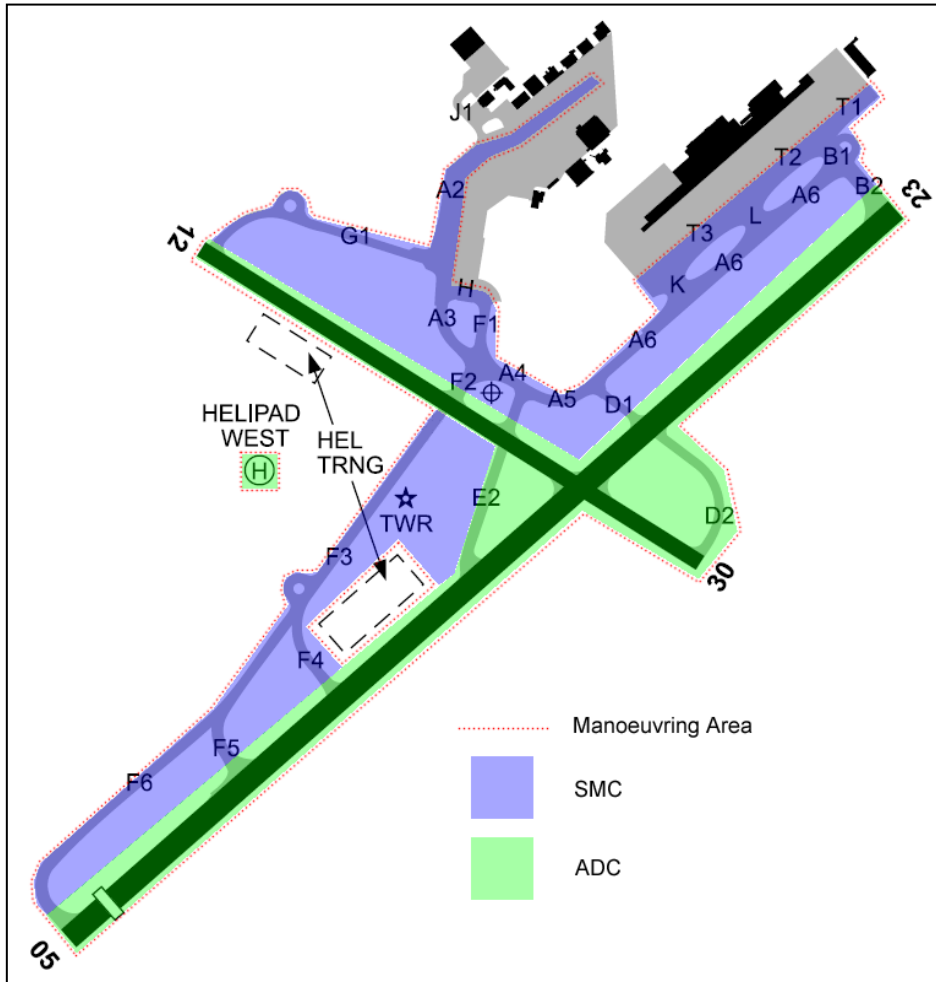 J1
T1
T2
B1
A2
A6
B2
23
L
12
G1
T3
A6
K
H
A3
F1
A6
A4
F2
A5
D1
HELIPAD
WEST
H
HEL
TRNG
E2
TWR
D2
F3
30
F4
F5
F6
05
Manoeuvring Area
SMC
ADC